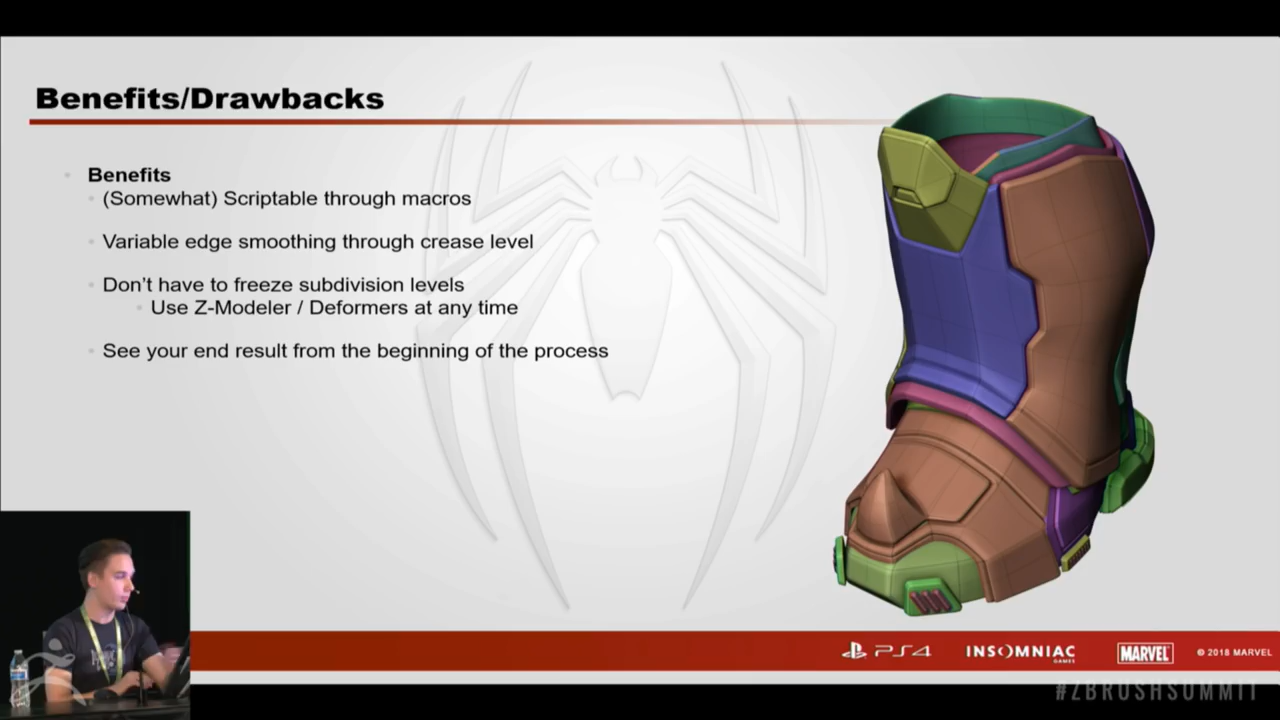 Benefits/Drawbacks
Benefits
(Somewhat) Scriptable through macros
Variable edge smoothing through crease level
Don't have to freeze subdivision levels
Use Z-Modeler / Deformers at any time
See your end result from the beginning of the process
PS4 INSOMNIAC GAMES MARVEL © 2018 MARVEL
#ZBRUSHSUMMIT